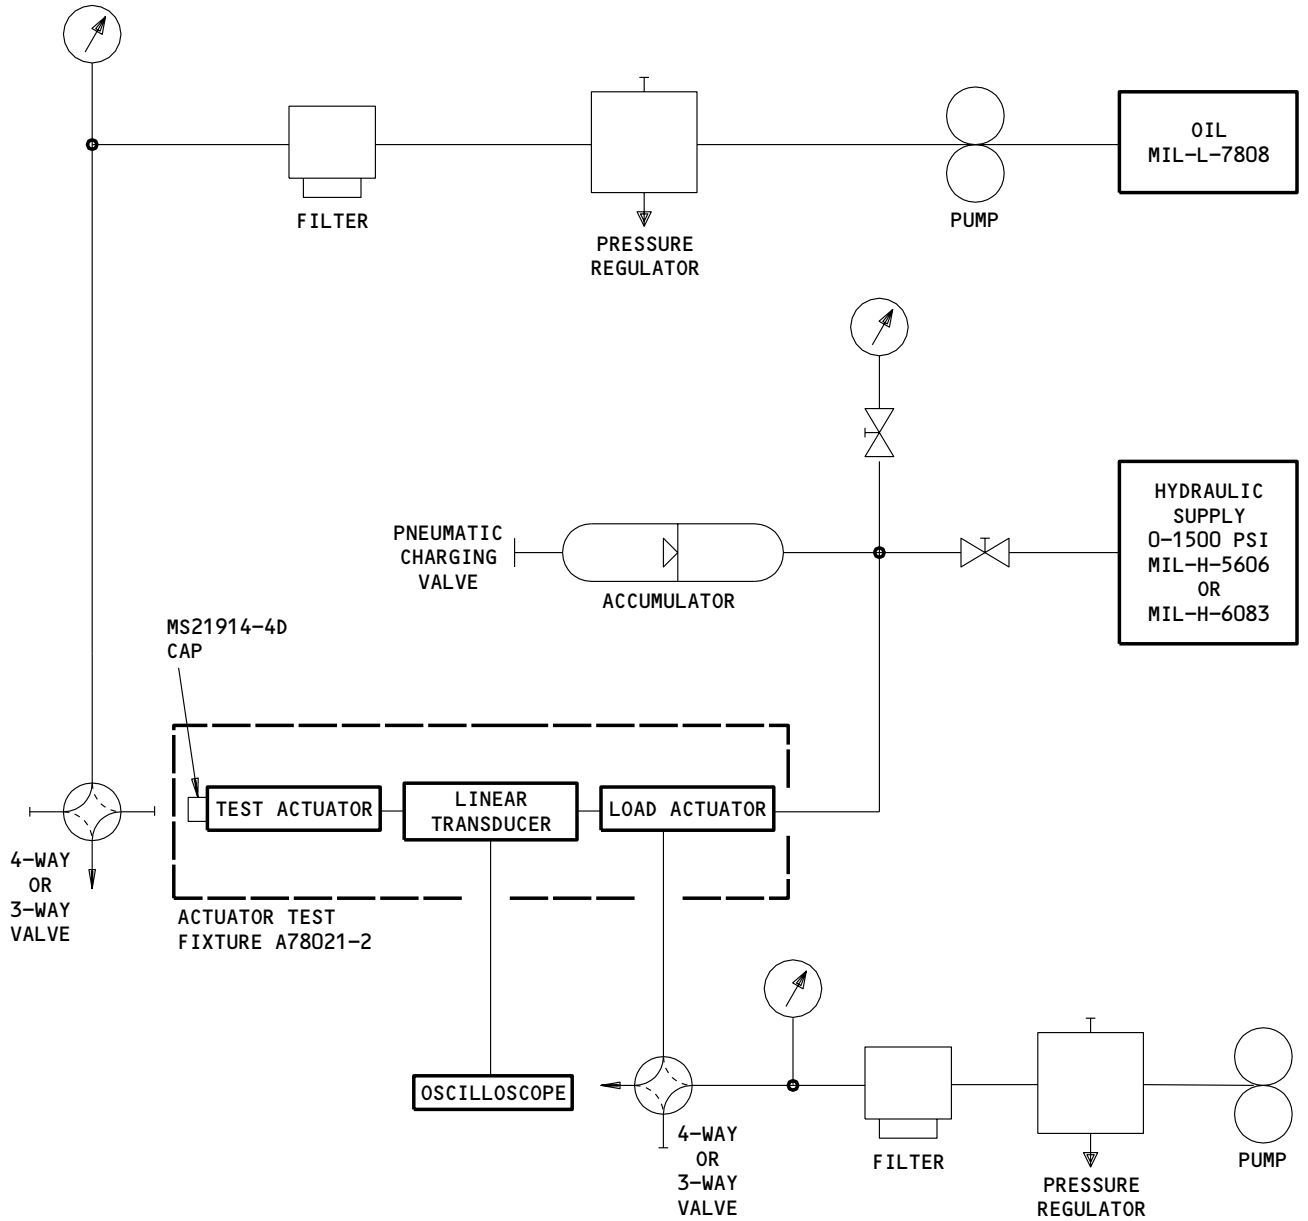 OIL
MIL-L-7808
FILTER
PUMP
PRESSURE
REGULATOR
HYDRAULIC
SUPPLY
0-1500 PSI
MIL-H-5606
OR
MIL-H-6083
PNEUMATIC
CHARGING
VALVE
ACCUMULATOR
MS21914-4D
CAP
TEST ACTUATOR
LINEAR
TRANSDUCER
LOAD ACTUATOR
4-WAY
OR
3-WAY
VALVE
ACTUATOR TEST
FIXTURE A78021-2
OSCILLOSCOPE
4-WAY
OR
3-WAY
VALVE
FILTER
PRESSURE
REGULATOR
PUMP